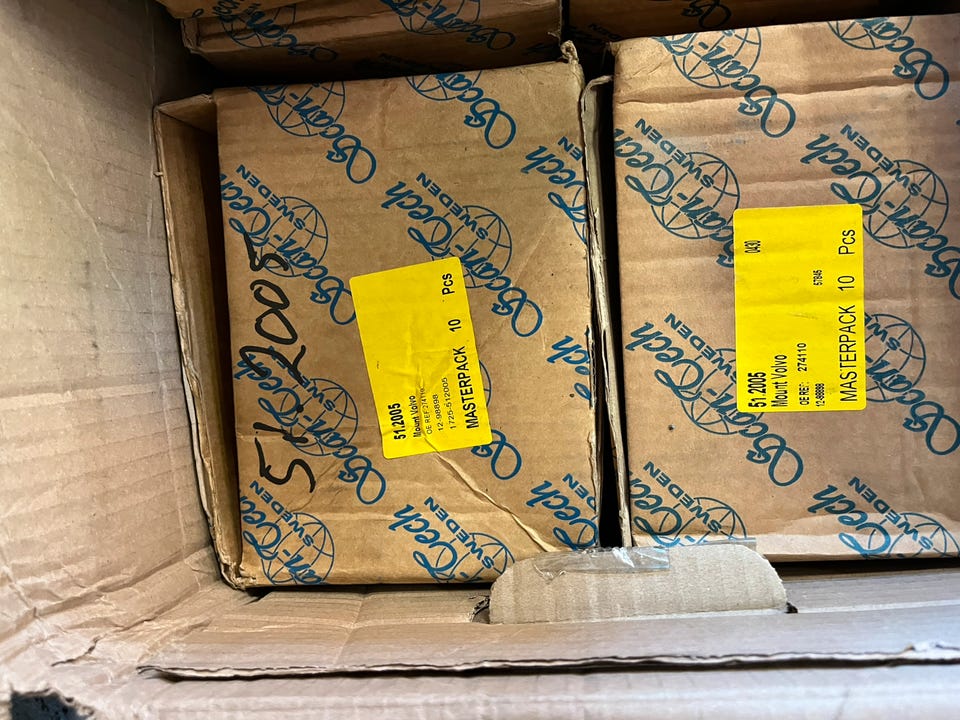 Scan-Tech
SWEDEN
51.2005
51.2005
Mount Volvo
OE REF:274110
12-98898
1725-512005
MASTERPACK 10 Pcs
51.2005 0430
Mount Volvo
OE REF: 274110
12-98898 57845
MASTERPACK 10 Pcs